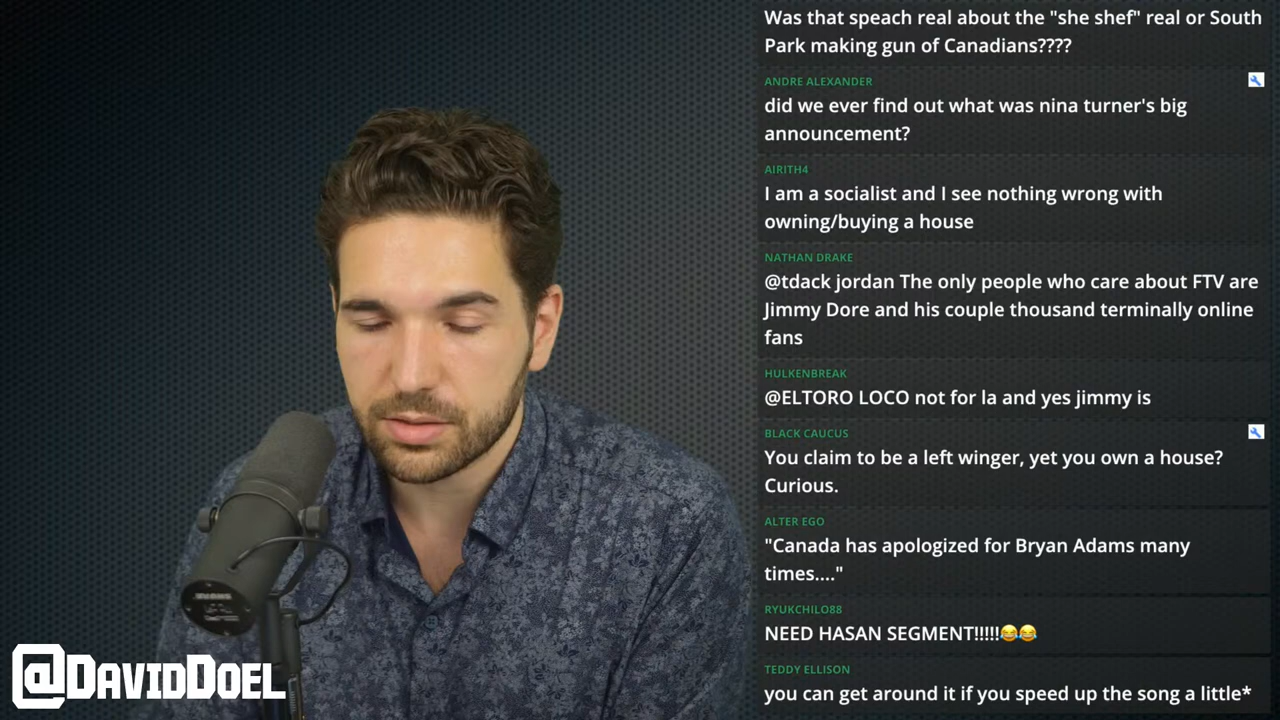 Was that speach real about the "she shef" real or South
Park making gun of Canadians????
ANDRE ALEXANDER
did we ever find out what was nina turner's big
announcement?
AIRITH4
I am a socialist and I see nothing wrong with
owning/buying a house
NATHAN DRAKE
@tdack jordan The only people who care about FTV are
Jimmy Dore and his couple thousand terminally online
fans
HULKENBREAK
@ELTORO LOCO not for la and yes jimmy is
BLACK CAUCUS
You claim to be a left winger, yet you own a house?
Curious.
ALTER EGO
"Canada has apologized for Bryan Adams many
times...."
RYUKCHILO88
NEED HASAN SEGMENT!!!!!😂😂
TEDDY ELLISON
you can get around it if you speed up the song a little*
@DAVIDDOEL